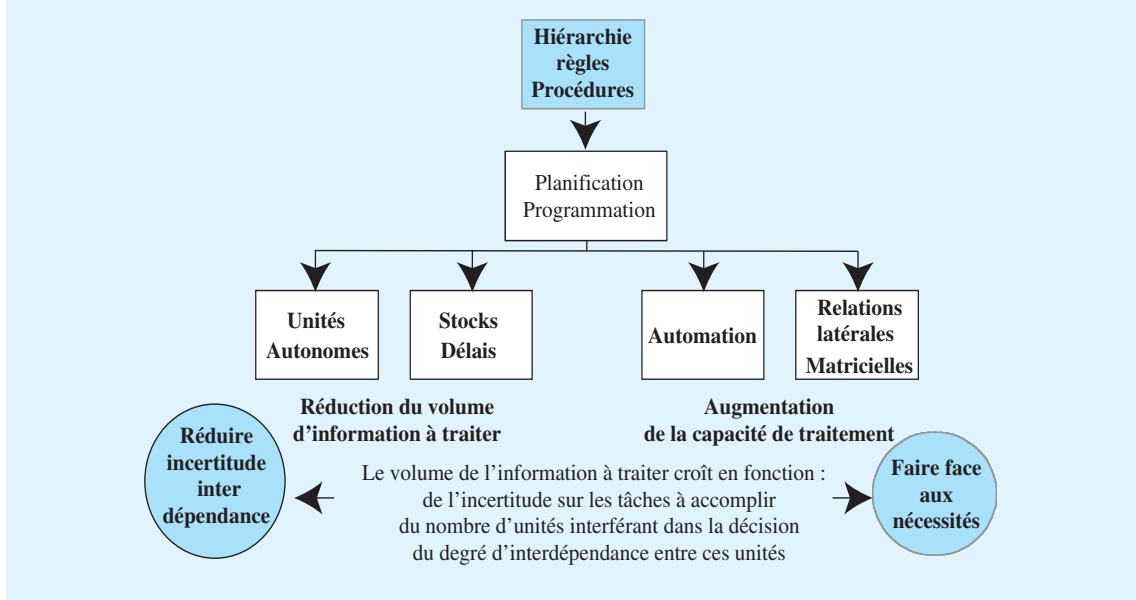 Hiérarchie
règles
Procédures
Planification
Programmation
Unités
Autonomes
Stocks
Délais
Automation
Relations
latérales
Matricielles
Réduction du volume
d'information à traiter
Augmentation
de la capacité de traitement
Réduire
incertitude
inter
dépendance
Le volume de l'information à traiter croît en fonction :
de l'incertitude sur les tâches à accomplir
du nombre d'unités interférant dans la décision
du degré d'interdépendance entre ces unités
Faire face
aux
nécessités